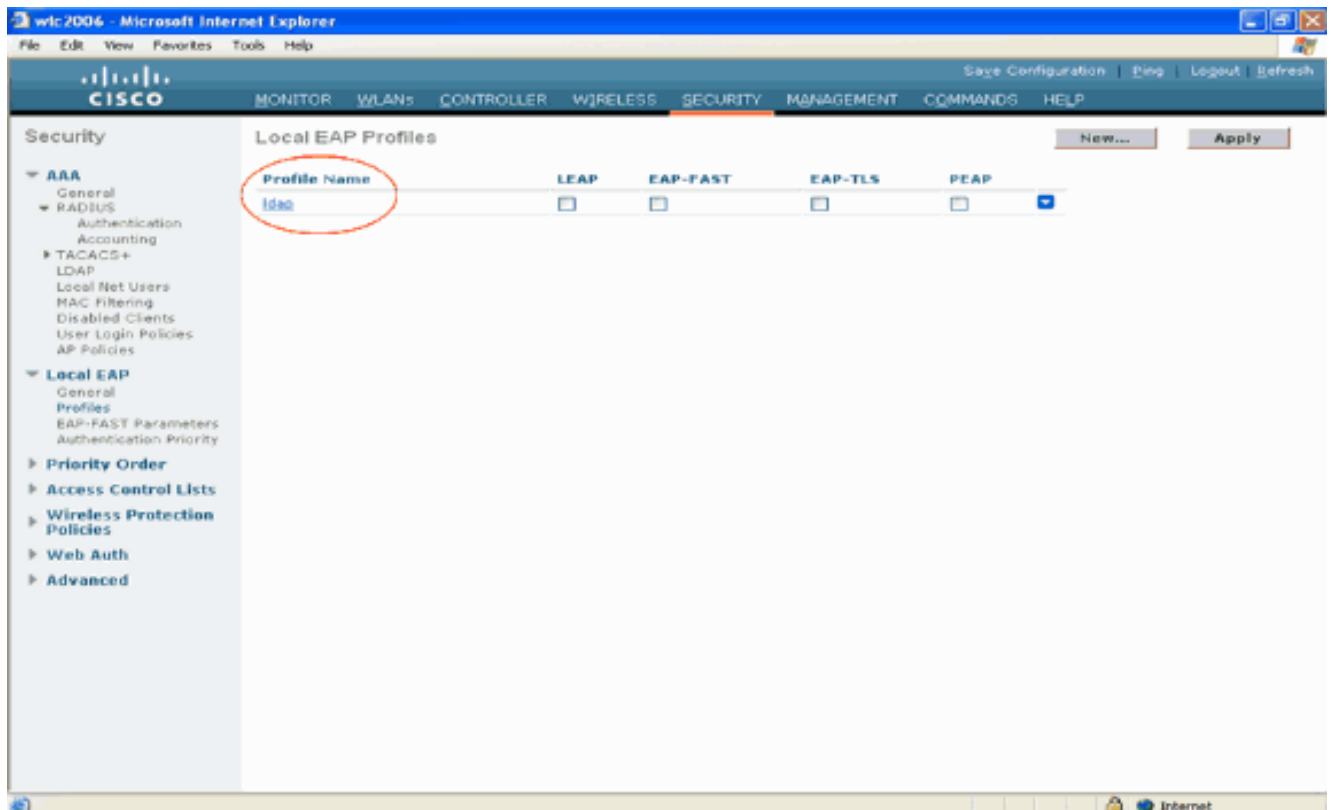 wlc2006 - Microsoft Internet Explorer
File Edit View Favorites Tools Help
Save Configuration | Ping | Logout | Refresh
CISCO
MONITOR WLANs CONTROLLER WIRELESS SECURITY MANAGEMENT COMMANDS HELP
Security
AAA
General
RADIUS
Authentication
Accounting
TACACS+
LDAP
Local Net Users
MAC Filtering
Disabled Clients
User Login Policies
AP Policies
Local EAP
General
Profiles
EAP-FAST Parameters
Authentication Priority
Priority Order
Access Control Lists
Wireless Protection
Policies
Web Auth
Advanced
Local EAP Profiles
New... Apply
Profile Name LEAP EAP-FAST EAP-TLS PEAP
ldap
Internet